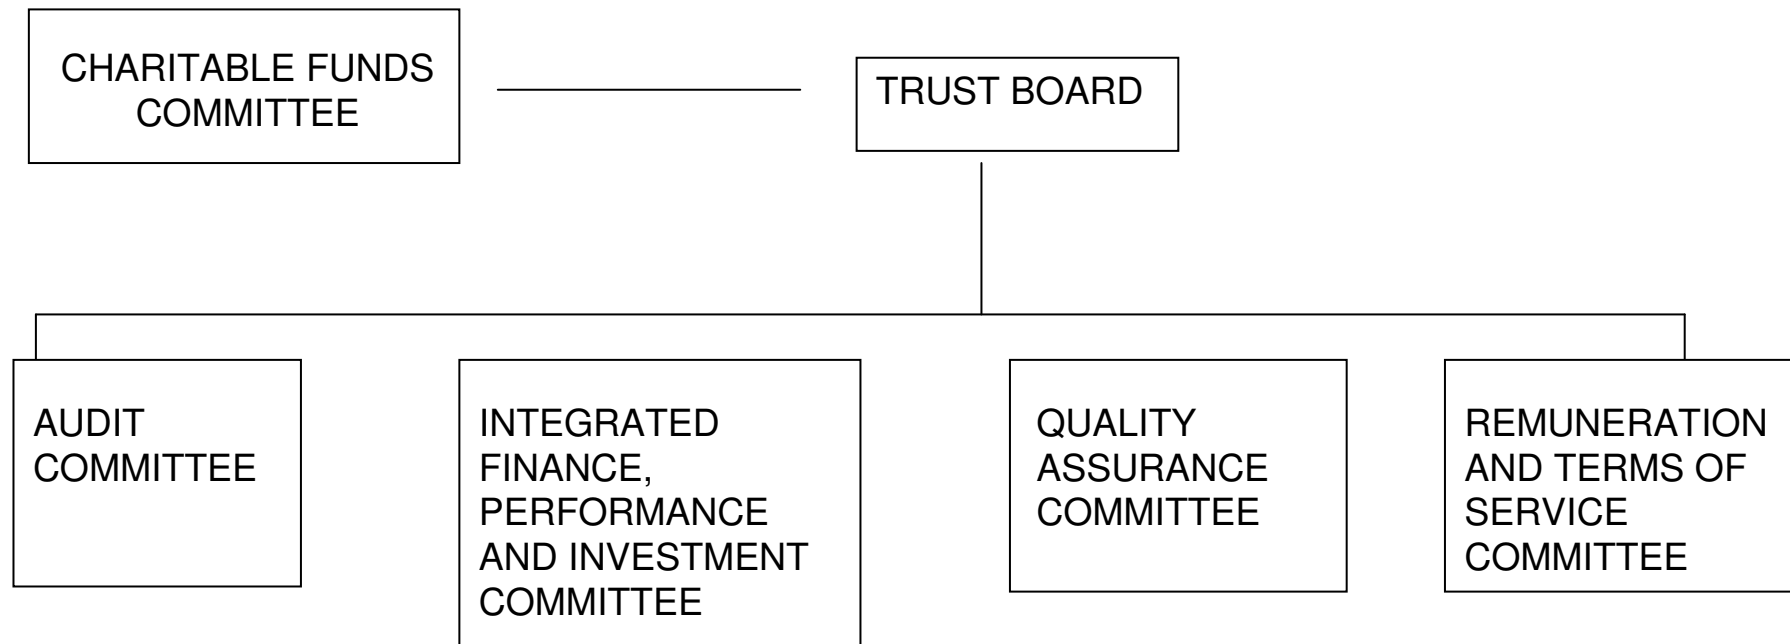 CHARITABLE FUNDS
COMMITTEE
TRUST BOARD
AUDIT
COMMITTEE
INTEGRATED
FINANCE,
PERFORMANCE
AND INVESTMENT
COMMITTEE
QUALITY
ASSURANCE
COMMITTEE
REMUNERATION
AND TERMS OF
SERVICE
COMMITTEE